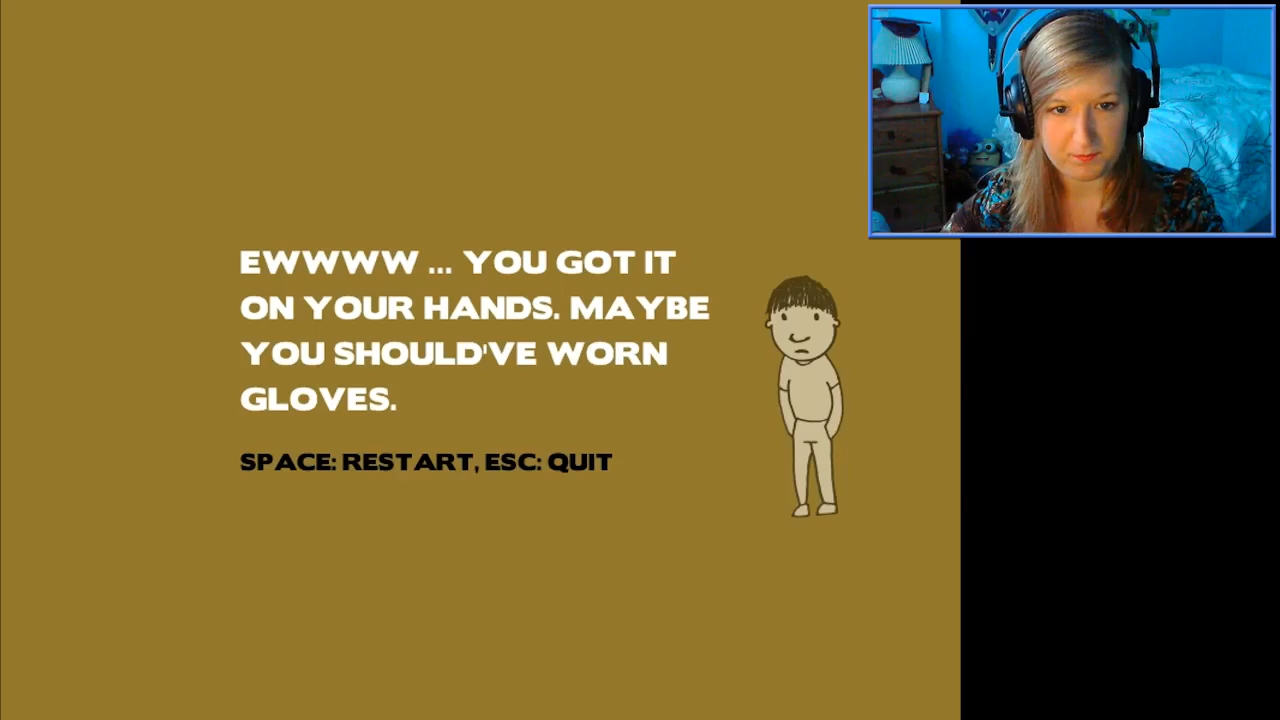 EWWWW ... YOU GOT IT
ON YOUR HANDS. MAYBE
YOU SHOULD'VE WORN
GLOVES.
SPACE: RESTART, ESC: QUIT